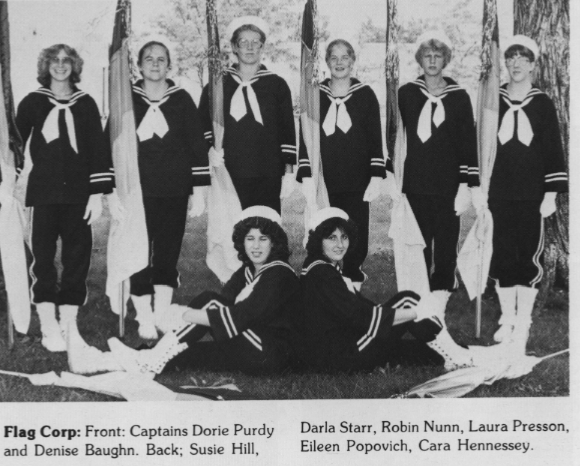 Flag Corp: Front: Captains Dorie Purdy
and Denise Baughn. Back; Susie Hill,
Darla Starr, Robin Nunn, Laura Presson,
Eileen Popovich, Cara Hennessey.